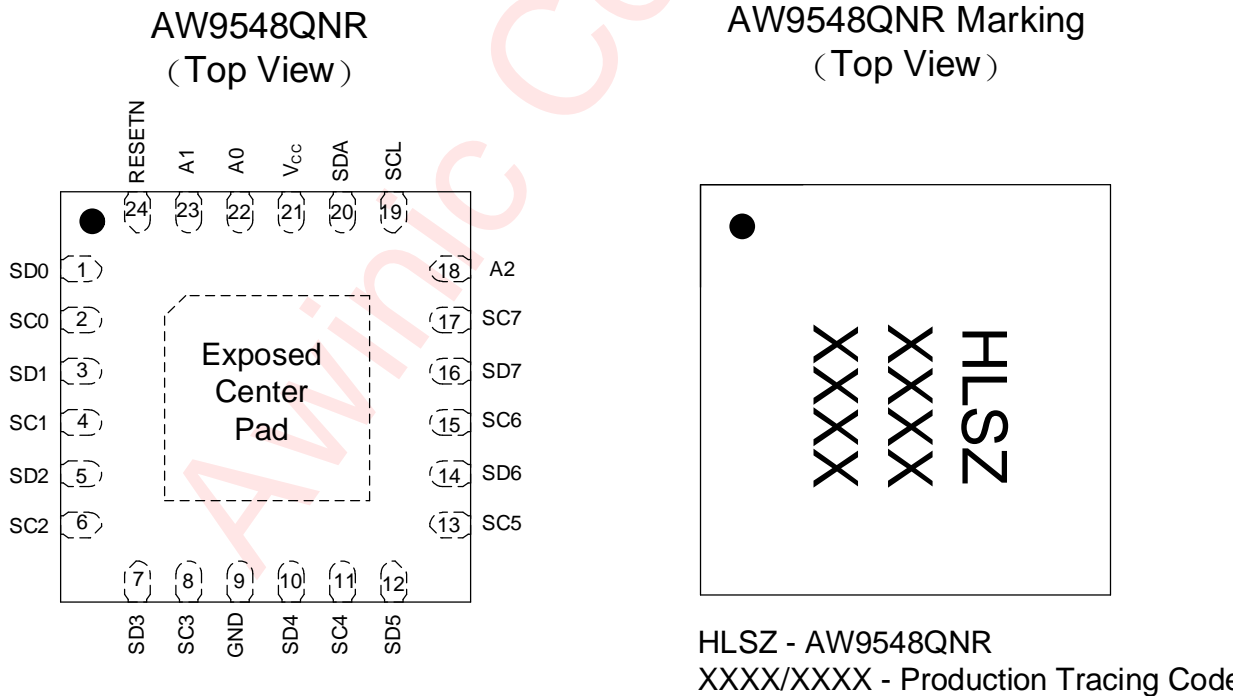 AW9548QNR
（Top View）
RESETN
A1
A0
Vcc
SDA
SCL
24
23
22
21
20
19
SD0
1
SC0
2
SD1
3
SC1
4
SD2
5
SC2
6
Exposed
Center
Pad
18
A2
17
SC7
16
SD7
15
SC6
14
SD6
13
SC5
7
8
9
10
11
12
SD3
SC3
GND
SD4
SC4
SD5
AW9548QNR Marking
（Top View）
HLSZ
XXXX
XXXX
HLSZ - AW9548QNR
XXXX/XXXX - Production Tracing Code
Awinic Co